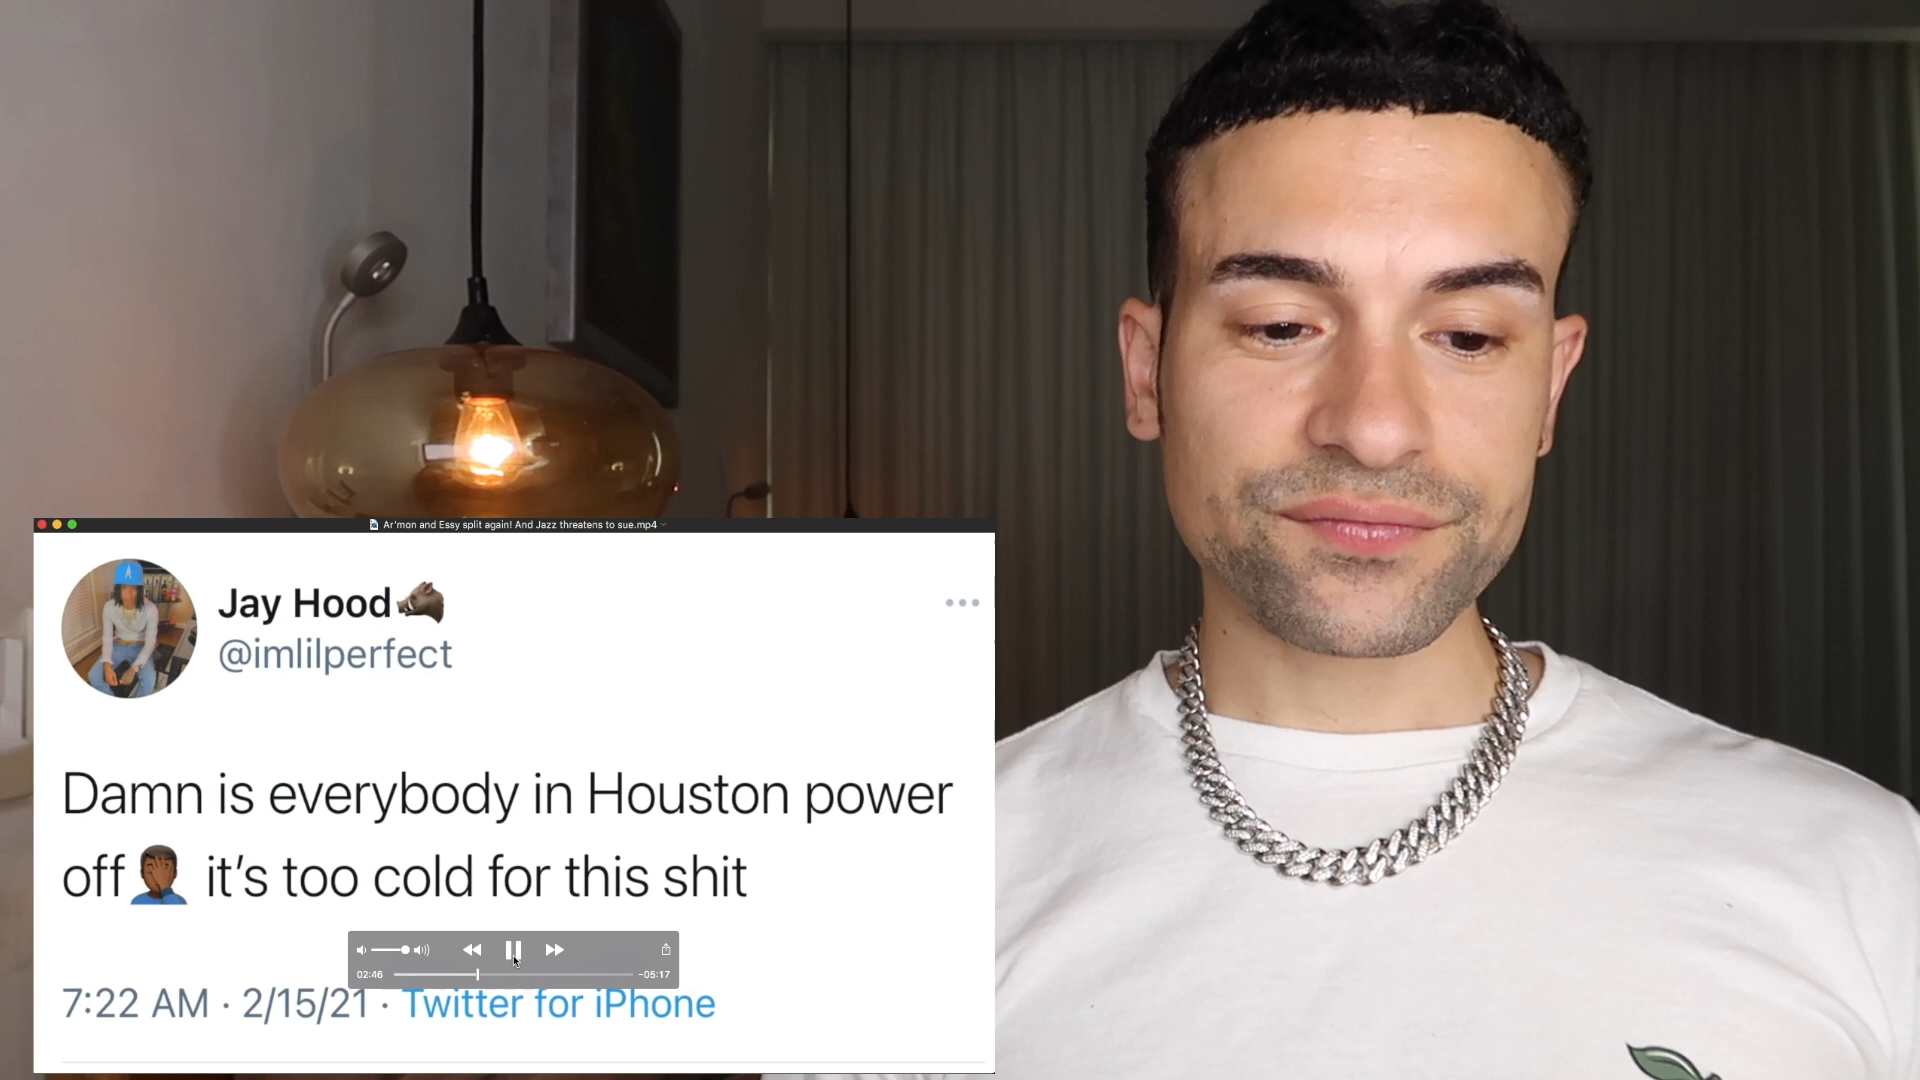 Ar'mon and Essy split again! And Jazz threatens to sue.mp4
Jay Hood🐗
@imlilperfect
Damn is everybody in Houston power
off🤦🏾‍♂️ it's too cold for this shit
02:46
-05:17
7:22 AM · 2/15/21 · Twitter for iPhone